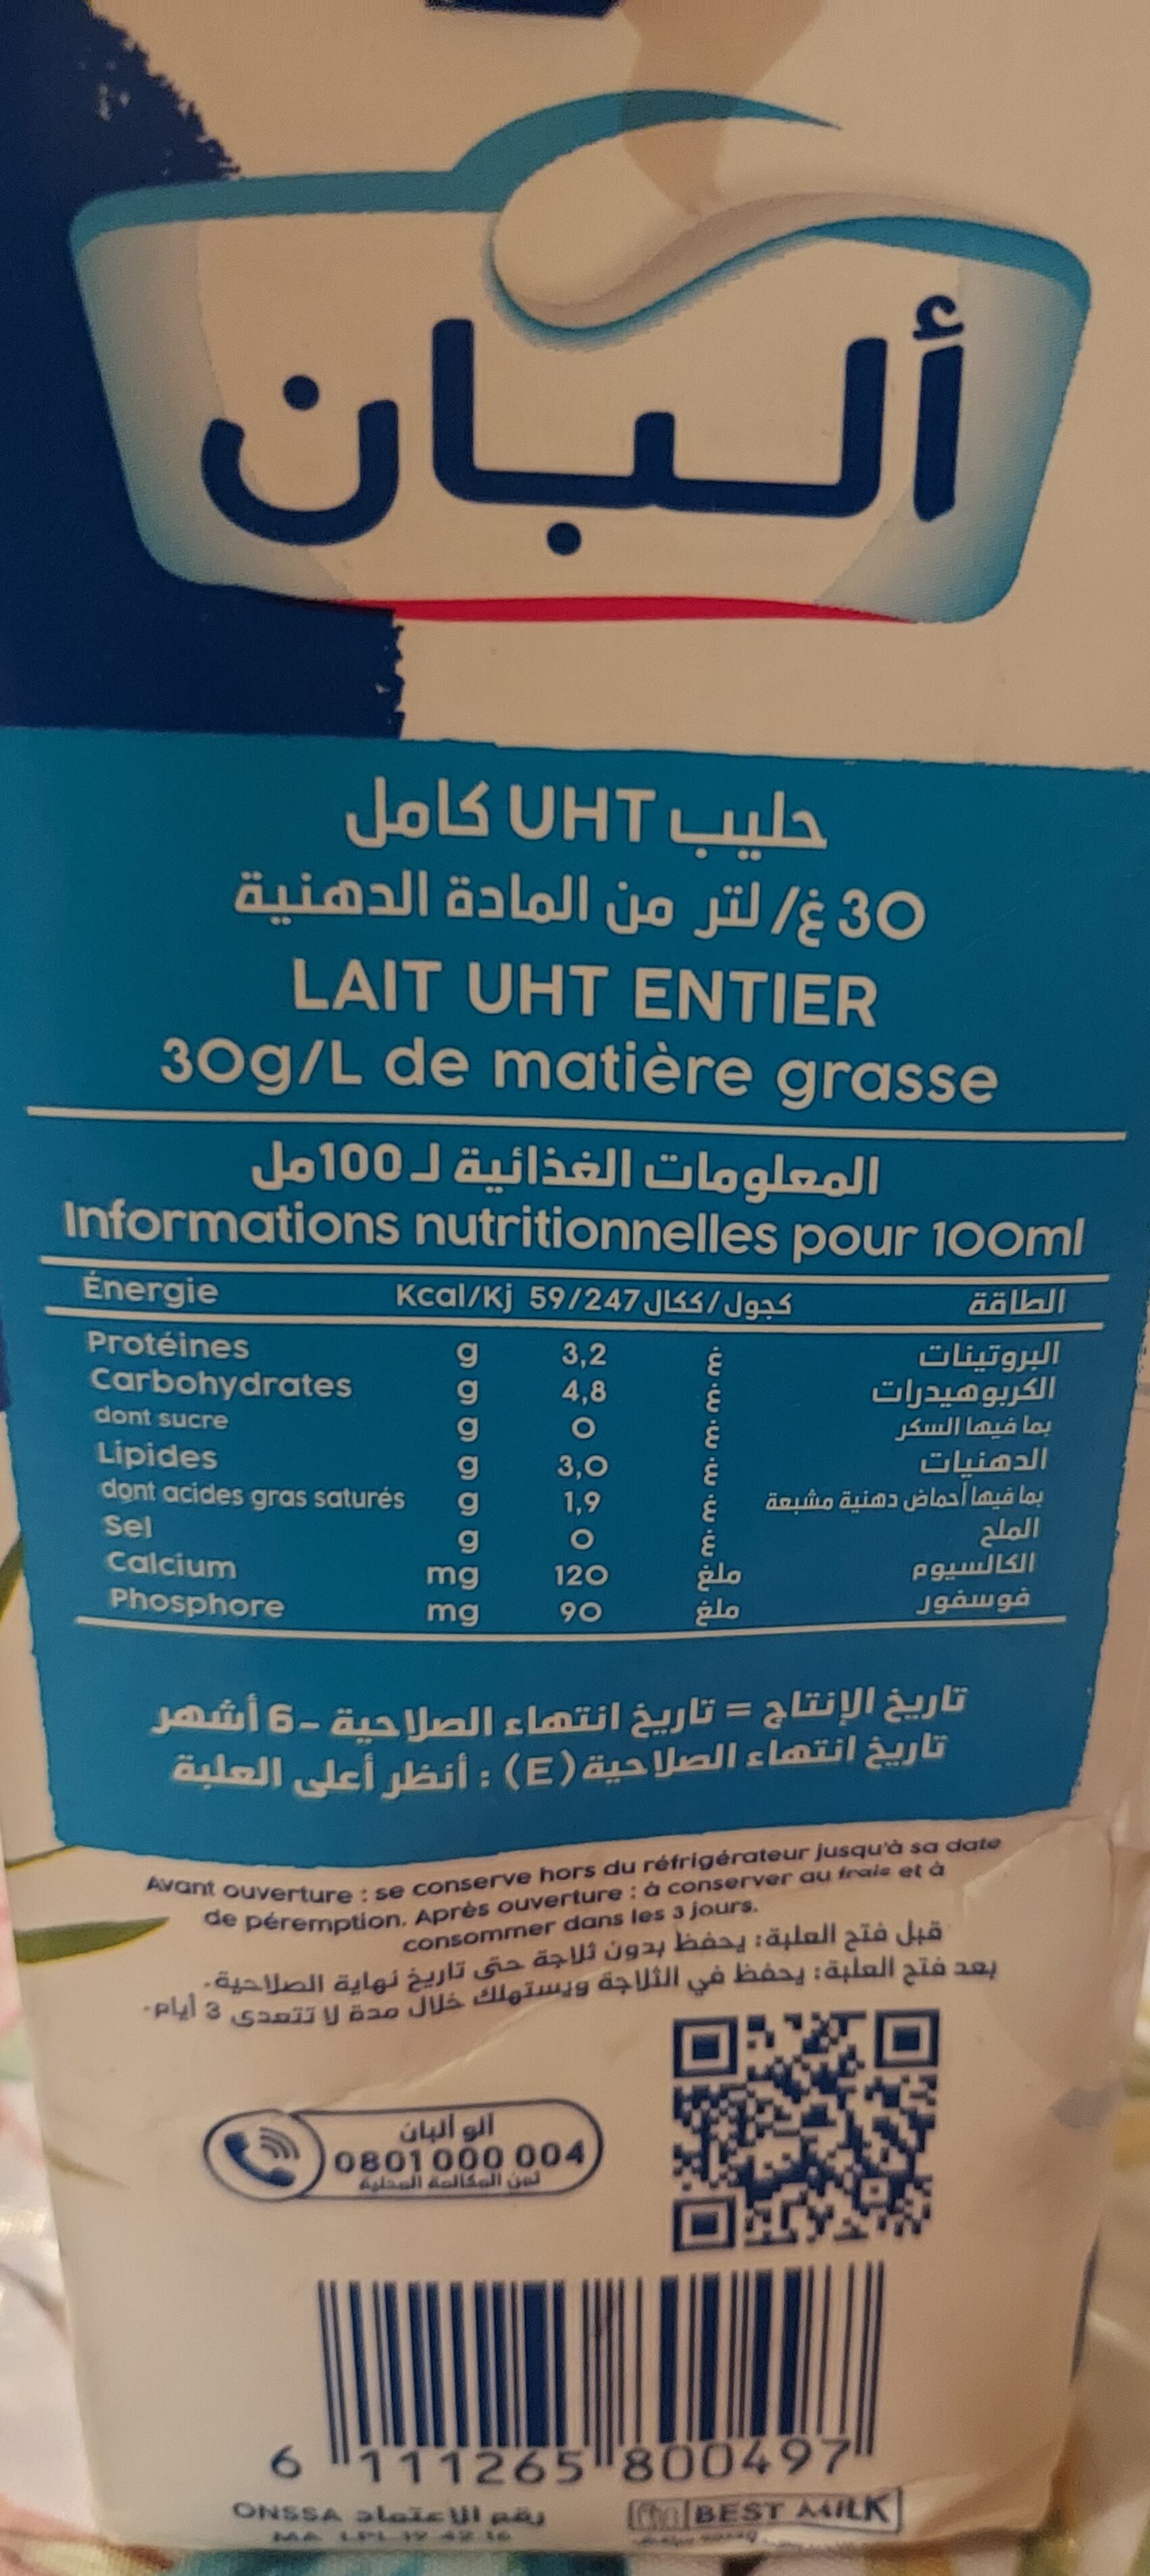 ألبان
حليب UHT كامل
30 غ/لتر من المادة الدهنية
LAIT UHT ENTIER
30g/L de matière grasse
المعلومات الغذائية لـ 100مل
Informations nutritionnelles pour 100ml
Énergie Kcal/Kj 59/247 كجول/ككال الطاقة
Protéines g 3,2 غ البروتينات
Carbohydrates g 4,8 غ الكربوهيدرات
dont sucre g 0 غ بما فيها السكر
Lipides g 3,0 غ الدهنيات
dont acides gras saturés g 1,9 غ بما فيها أحماض دهنية مشبعة
Sel g 0 غ الملح
Calcium mg 120 ملغ الكالسيوم
Phosphore mg 90 ملغ فوسفور
تاريخ الإنتاج = تاريخ انتهاء الصلاحية -6 أشهر
تاريخ انتهاء الصلاحية (E) : أنظر أعلى العلبة
Avant ouverture : se conserve hors du réfrigérateur jusqu'à sa date
de péremption. Après ouverture : à conserver au frais et à
consommer dans les 3 jours.
قبل فتح العلبة: يحفظ بدون ثلاجة حتى تاريخ نهاية الصلاحية.
بعد فتح العلبة: يحفظ في الثلاجة ويستهلك خلال مدة لا تتعدى 3 أيام.
ألو ألبان
0801 000 004
ثمن المكالمة المحلية
6 111265 800497
رقم الاعتماد ONSSA
BEST MILK